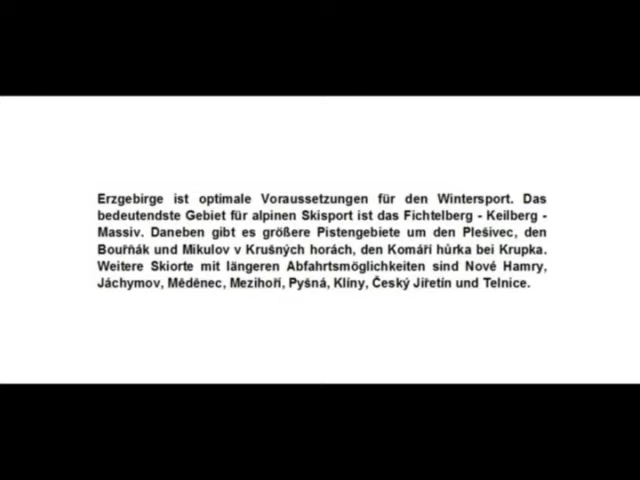 Erzgebirge ist optimale Voraussetzungen für den Wintersport. Das
bedeutendste Gebiet für alpinen Skisport ist das Fichtelberg - Keilberg -
Massiv. Daneben gibt es größere Pistengebiete um den Plešivec, den
Bouřňák und Mikulov v Krušných horách, den Komáří hůrka bei Krupka.
Weitere Skiorte mit längeren Abfahrtsmöglichkeiten sind Nové Hamry,
Jáchymov, Měděnec, Mezihoří, Pyšná, Klíny, Český Jiřetín und Telnice.